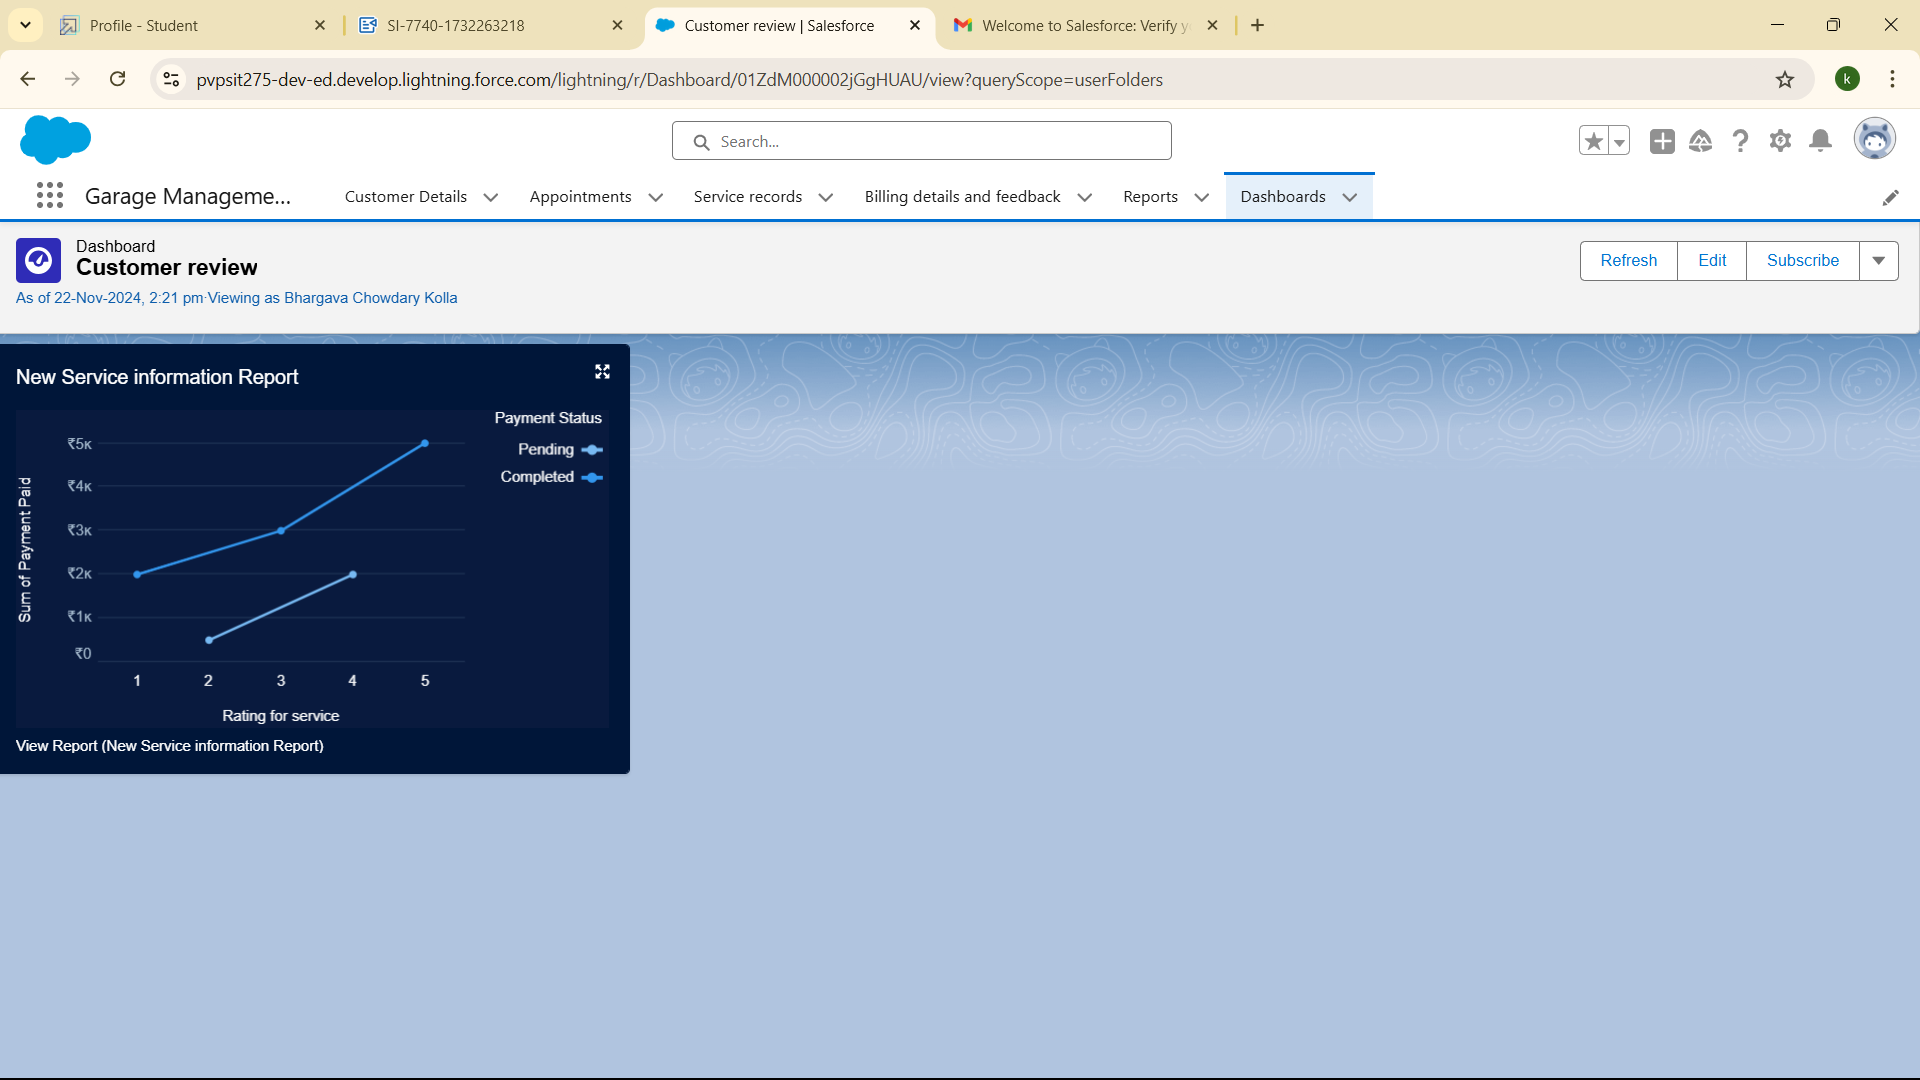 Profile - Student
SI-7740-1732263218
Customer review | Salesforce
Welcome to Salesforce: Verify
pvpsit275-dev-ed.develop.lightning.force.com/lightning/r/Dashboard/01ZdM000002jGgHUAU/view?queryScope=userFolders
k
Search...
Garage Manageme...
Customer Details
Appointments
Service records
Billing details and feedback
Reports
Dashboards
Dashboard
Customer review
As of 22-Nov-2024, 2:21 pm·Viewing as Bhargava Chowdary Kolla
Refresh
Edit
Subscribe
New Service information Report
Payment Status
Pending
Completed
Sum of Payment Paid
₹5K
₹4K
₹3K
₹2K
₹1K
₹0
1 2 3 4 5
Rating for service
View Report (New Service information Report)